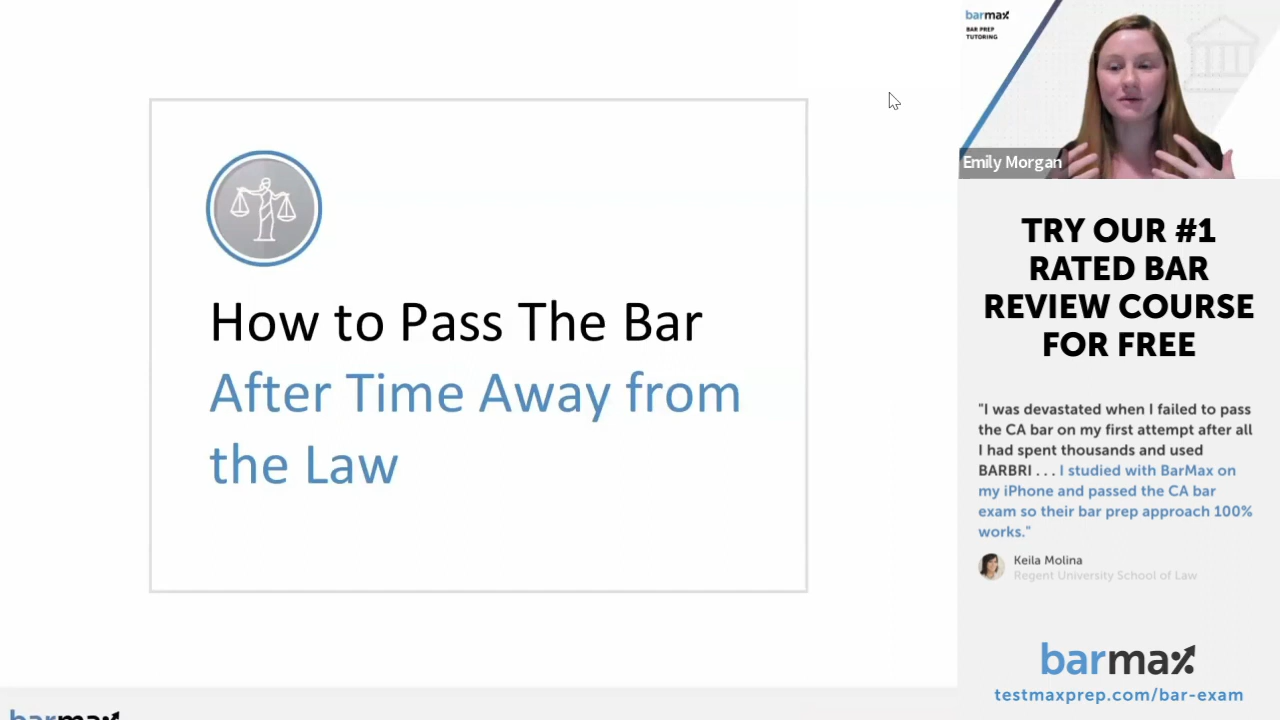 How to Pass The Bar
After Time Away from
the Law
barmax
barmax
BAR PREP
TUTORING
Emily Morgan
TRY OUR #1
RATED BAR
REVIEW COURSE
FOR FREE
"I was devastated when I failed to pass
the CA bar on my first attempt after all
I had spent thousands and used
BARBRI . . . I studied with BarMax on
my iPhone and passed the CA bar
exam so their bar prep approach 100%
works."
Keila Molina
Regent University School of Law
barmax
testmaxprep.com/bar-exam